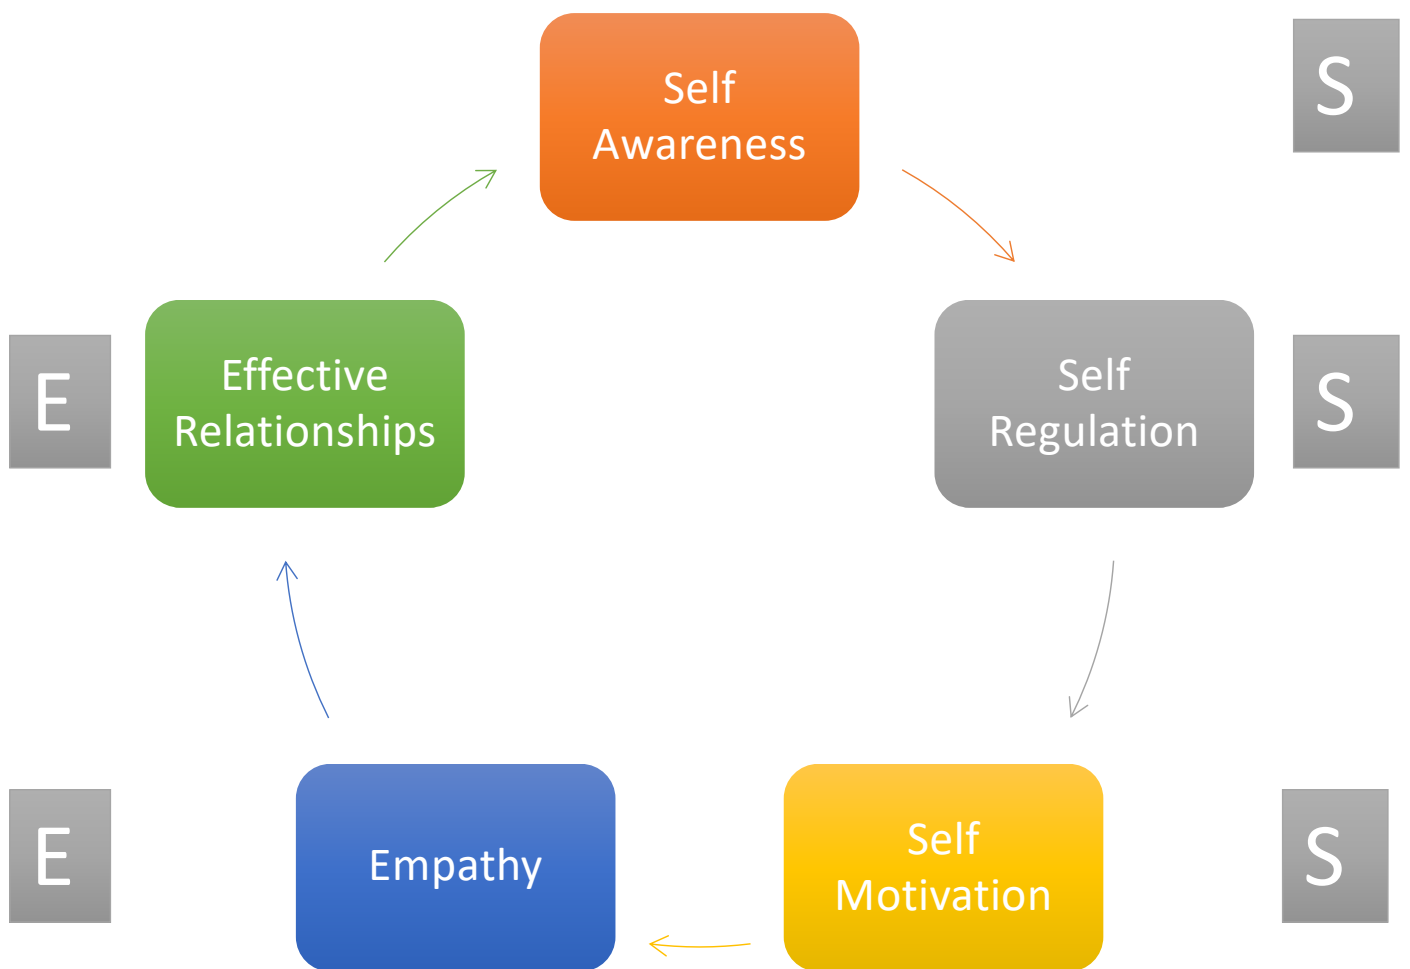 Self
Awareness
S
Effective
Relationships
E
Self
Regulation
S
Empathy
E
Self
Motivation
S